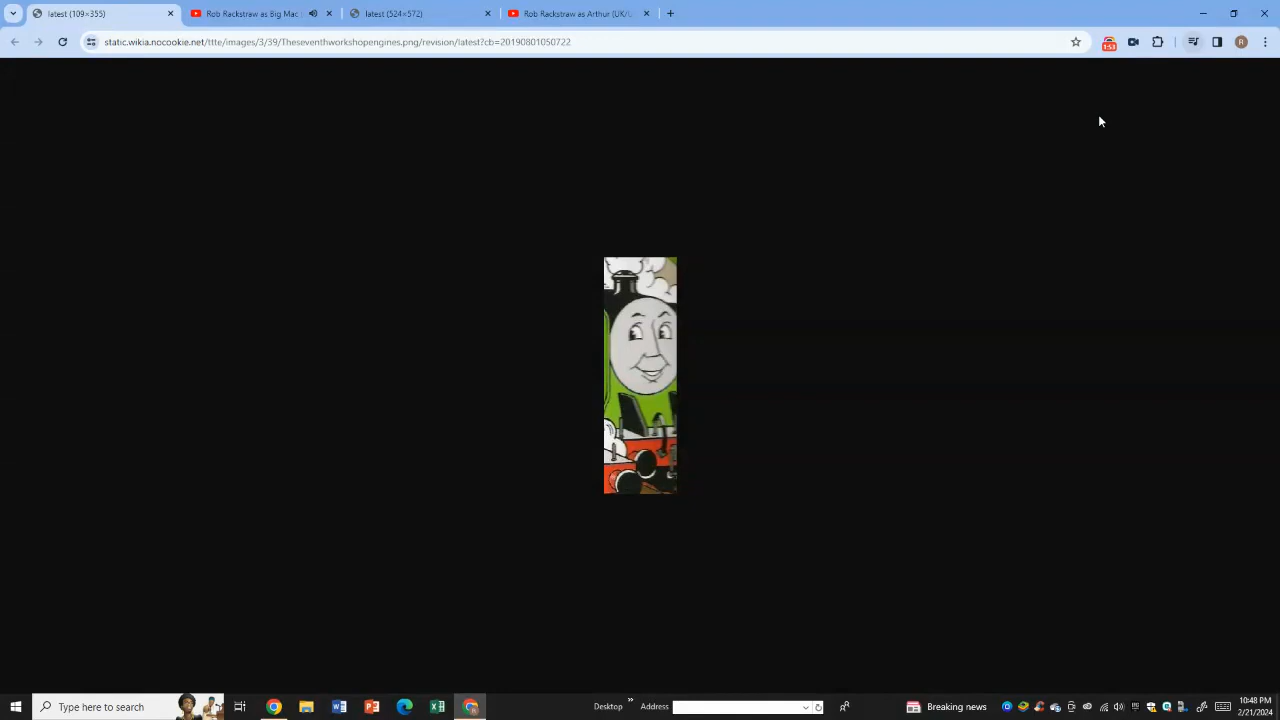 latest (109×355)
Rob Rackstraw as Big Mac
latest (524×572)
Rob Rackstraw as Arthur (UK/
static.wikia.nocookie.net/ttte/images/3/39/Theseventhworkshopengines.png/revision/latest?cb=20190801050722
1:53
R
Type here to search
Desktop
Address
Breaking news
10:48 PM
2/21/2024